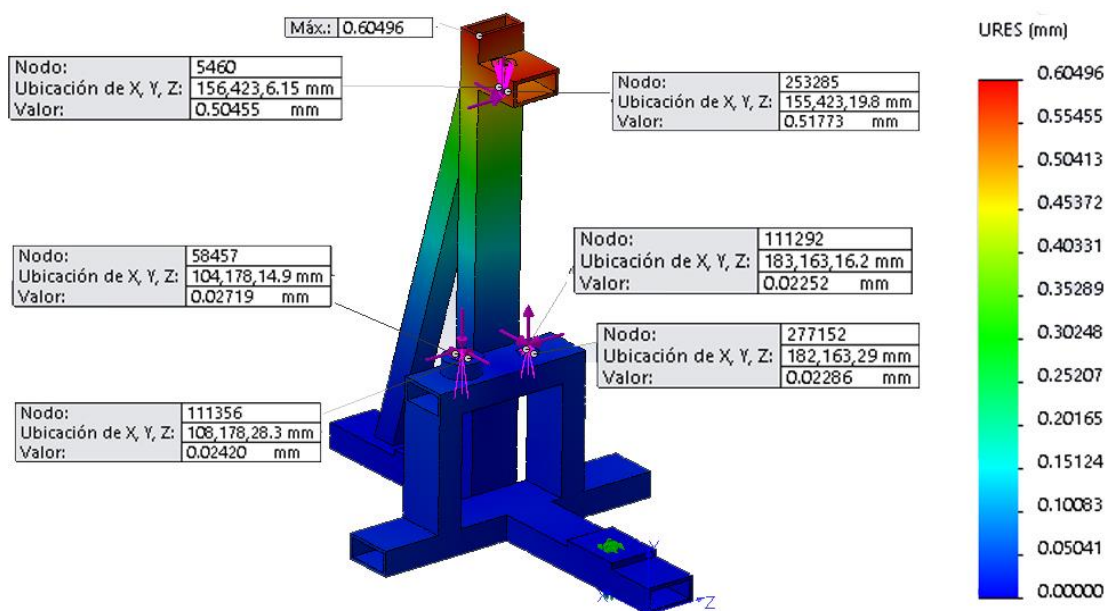 Máx.: 0.60496
URES (mm)
Nodo: 5460
Ubicación de X, Y, Z: 156,423,6.15 mm
Valor: 0.50455 mm
Nodo: 253285
Ubicación de X, Y, Z: 155,423,19.8 mm
Valor: 0.51773 mm
Nodo: 58457
Ubicación de X, Y, Z: 104,178,14.9 mm
Valor: 0.02719 mm
Nodo: 111292
Ubicación de X, Y, Z: 183,163,16.2 mm
Valor: 0.02252 mm
Nodo: 277152
Ubicación de X, Y, Z: 182,163,29 mm
Valor: 0.02286 mm
Nodo: 111356
Ubicación de X, Y, Z: 108,178,28.3 mm
Valor: 0.02420 mm
Y
X
Z
0.60496
0.55455
0.50413
0.45372
0.40331
0.35289
0.30248
0.25207
0.20165
0.15124
0.10083
0.05041
0.00000